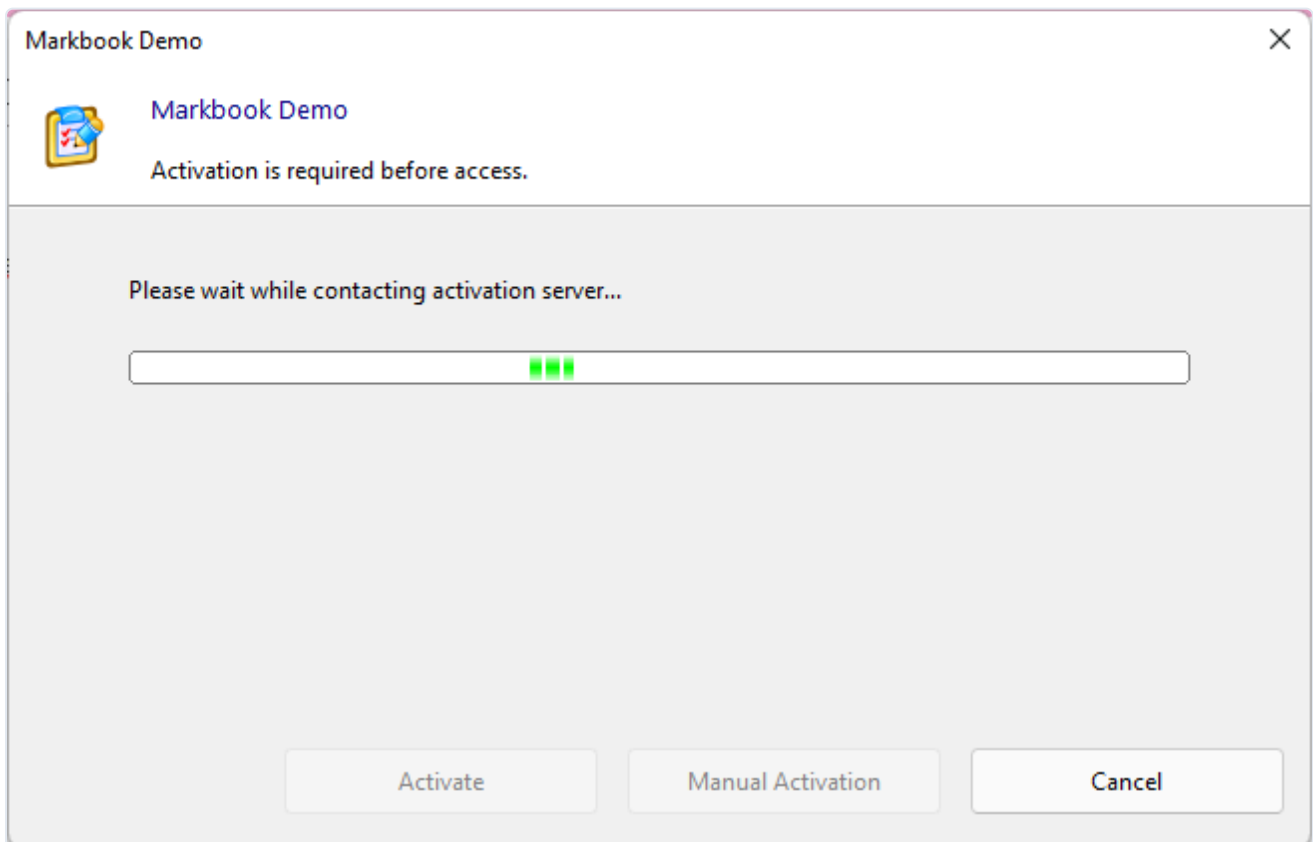 Markbook Demo
Markbook Demo
Activation is required before access.
Please wait while contacting activation server...
Activate
Manual Activation
Cancel